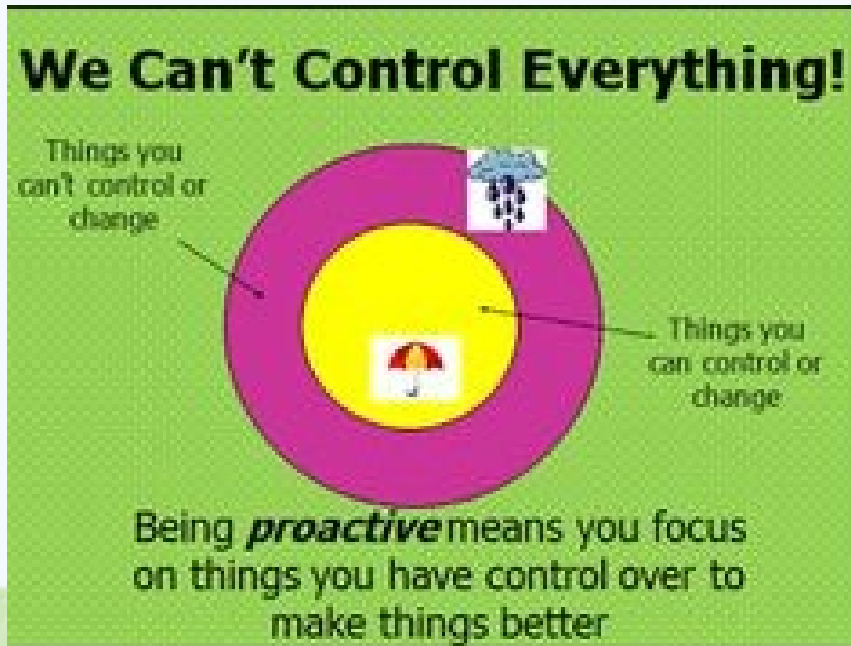 We Can't Control Everything!
Things you
can't control or
change
Things you
can control or
change
Being proactive means you focus
on things you have control over to
make things better